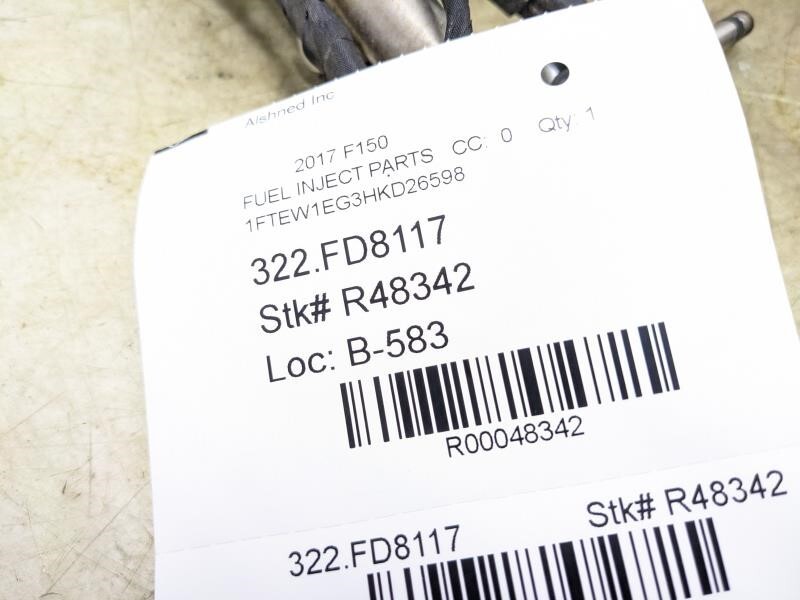 Alshned Inc
2017 F150
FUEL INJECT PARTS CC: 0 Qty: 1
1FTEW1EG3HKD26598
322.FD8117
Stk# R48342
Loc: B-583
R00048342
322.FD8117 Stk# R48342